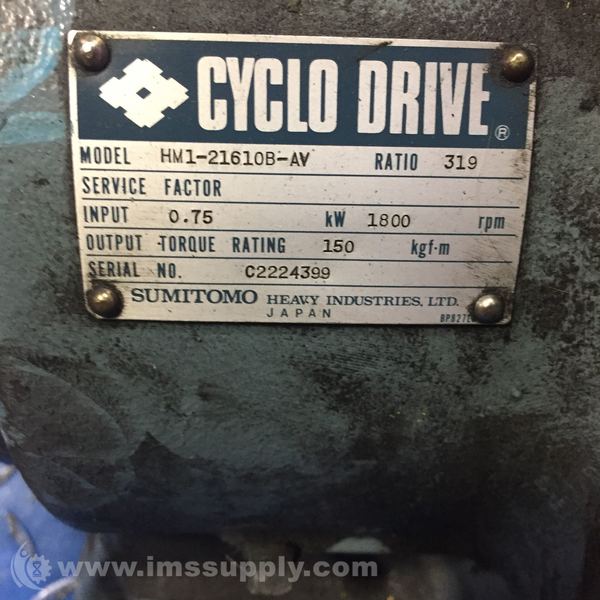 CYCLO DRIVE ®
MODEL HM1-21610B-AV RATIO 319
SERVICE FACTOR
INPUT 0.75 kW 1800 rpm
OUTPUT TORQUE RATING 150 kgf-m
SERIAL NO. C2224399
SUMITOMO HEAVY INDUSTRIES, LTD.
JAPAN
www.imssupply.com